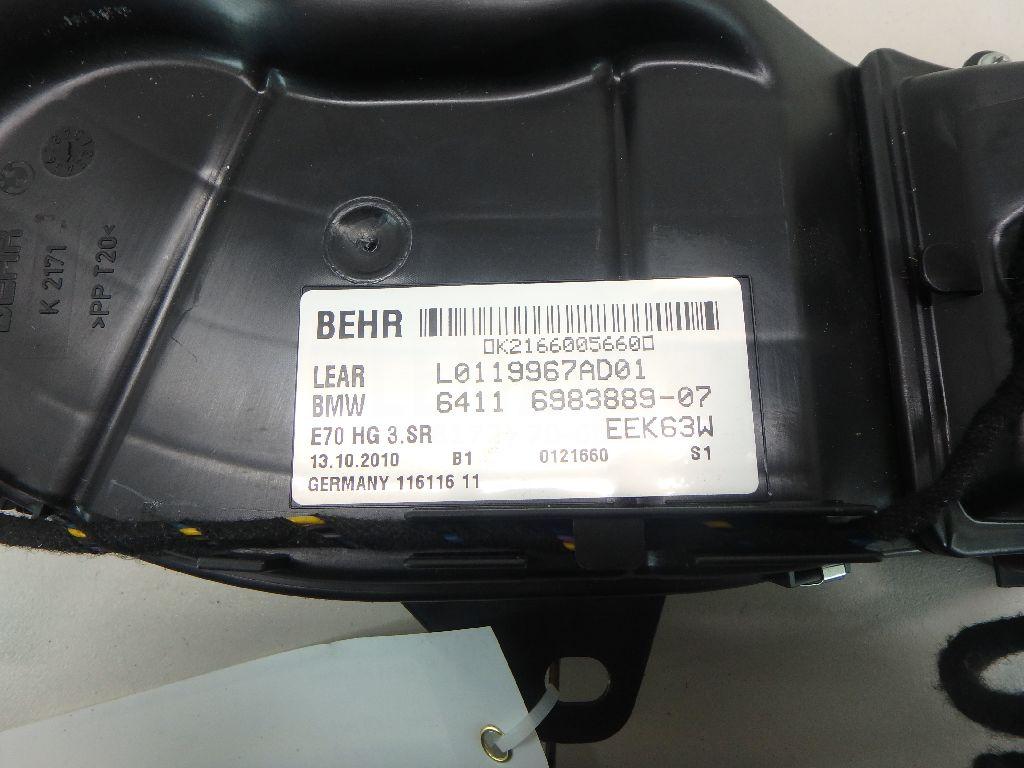 BEHR
K 2171
>PP T20<
BEHR
▯K2166005660▯
LEAR L0119967AD01
BMW 6411 6983889-07
E70 HG 3.SR EEK63W
13.10.2010 B1 0121660 S1
GERMANY 116116 11